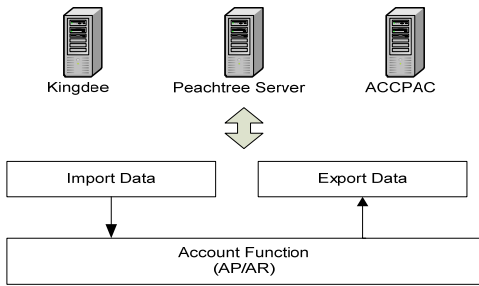 Kingdee
Peachtree Server
ACCPAC
Import Data
Export Data
Account Function
(AP/AR)